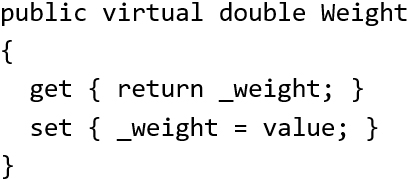 public virtual double Weight
{
  get { return _weight; }
  set { _weight = value; }
}